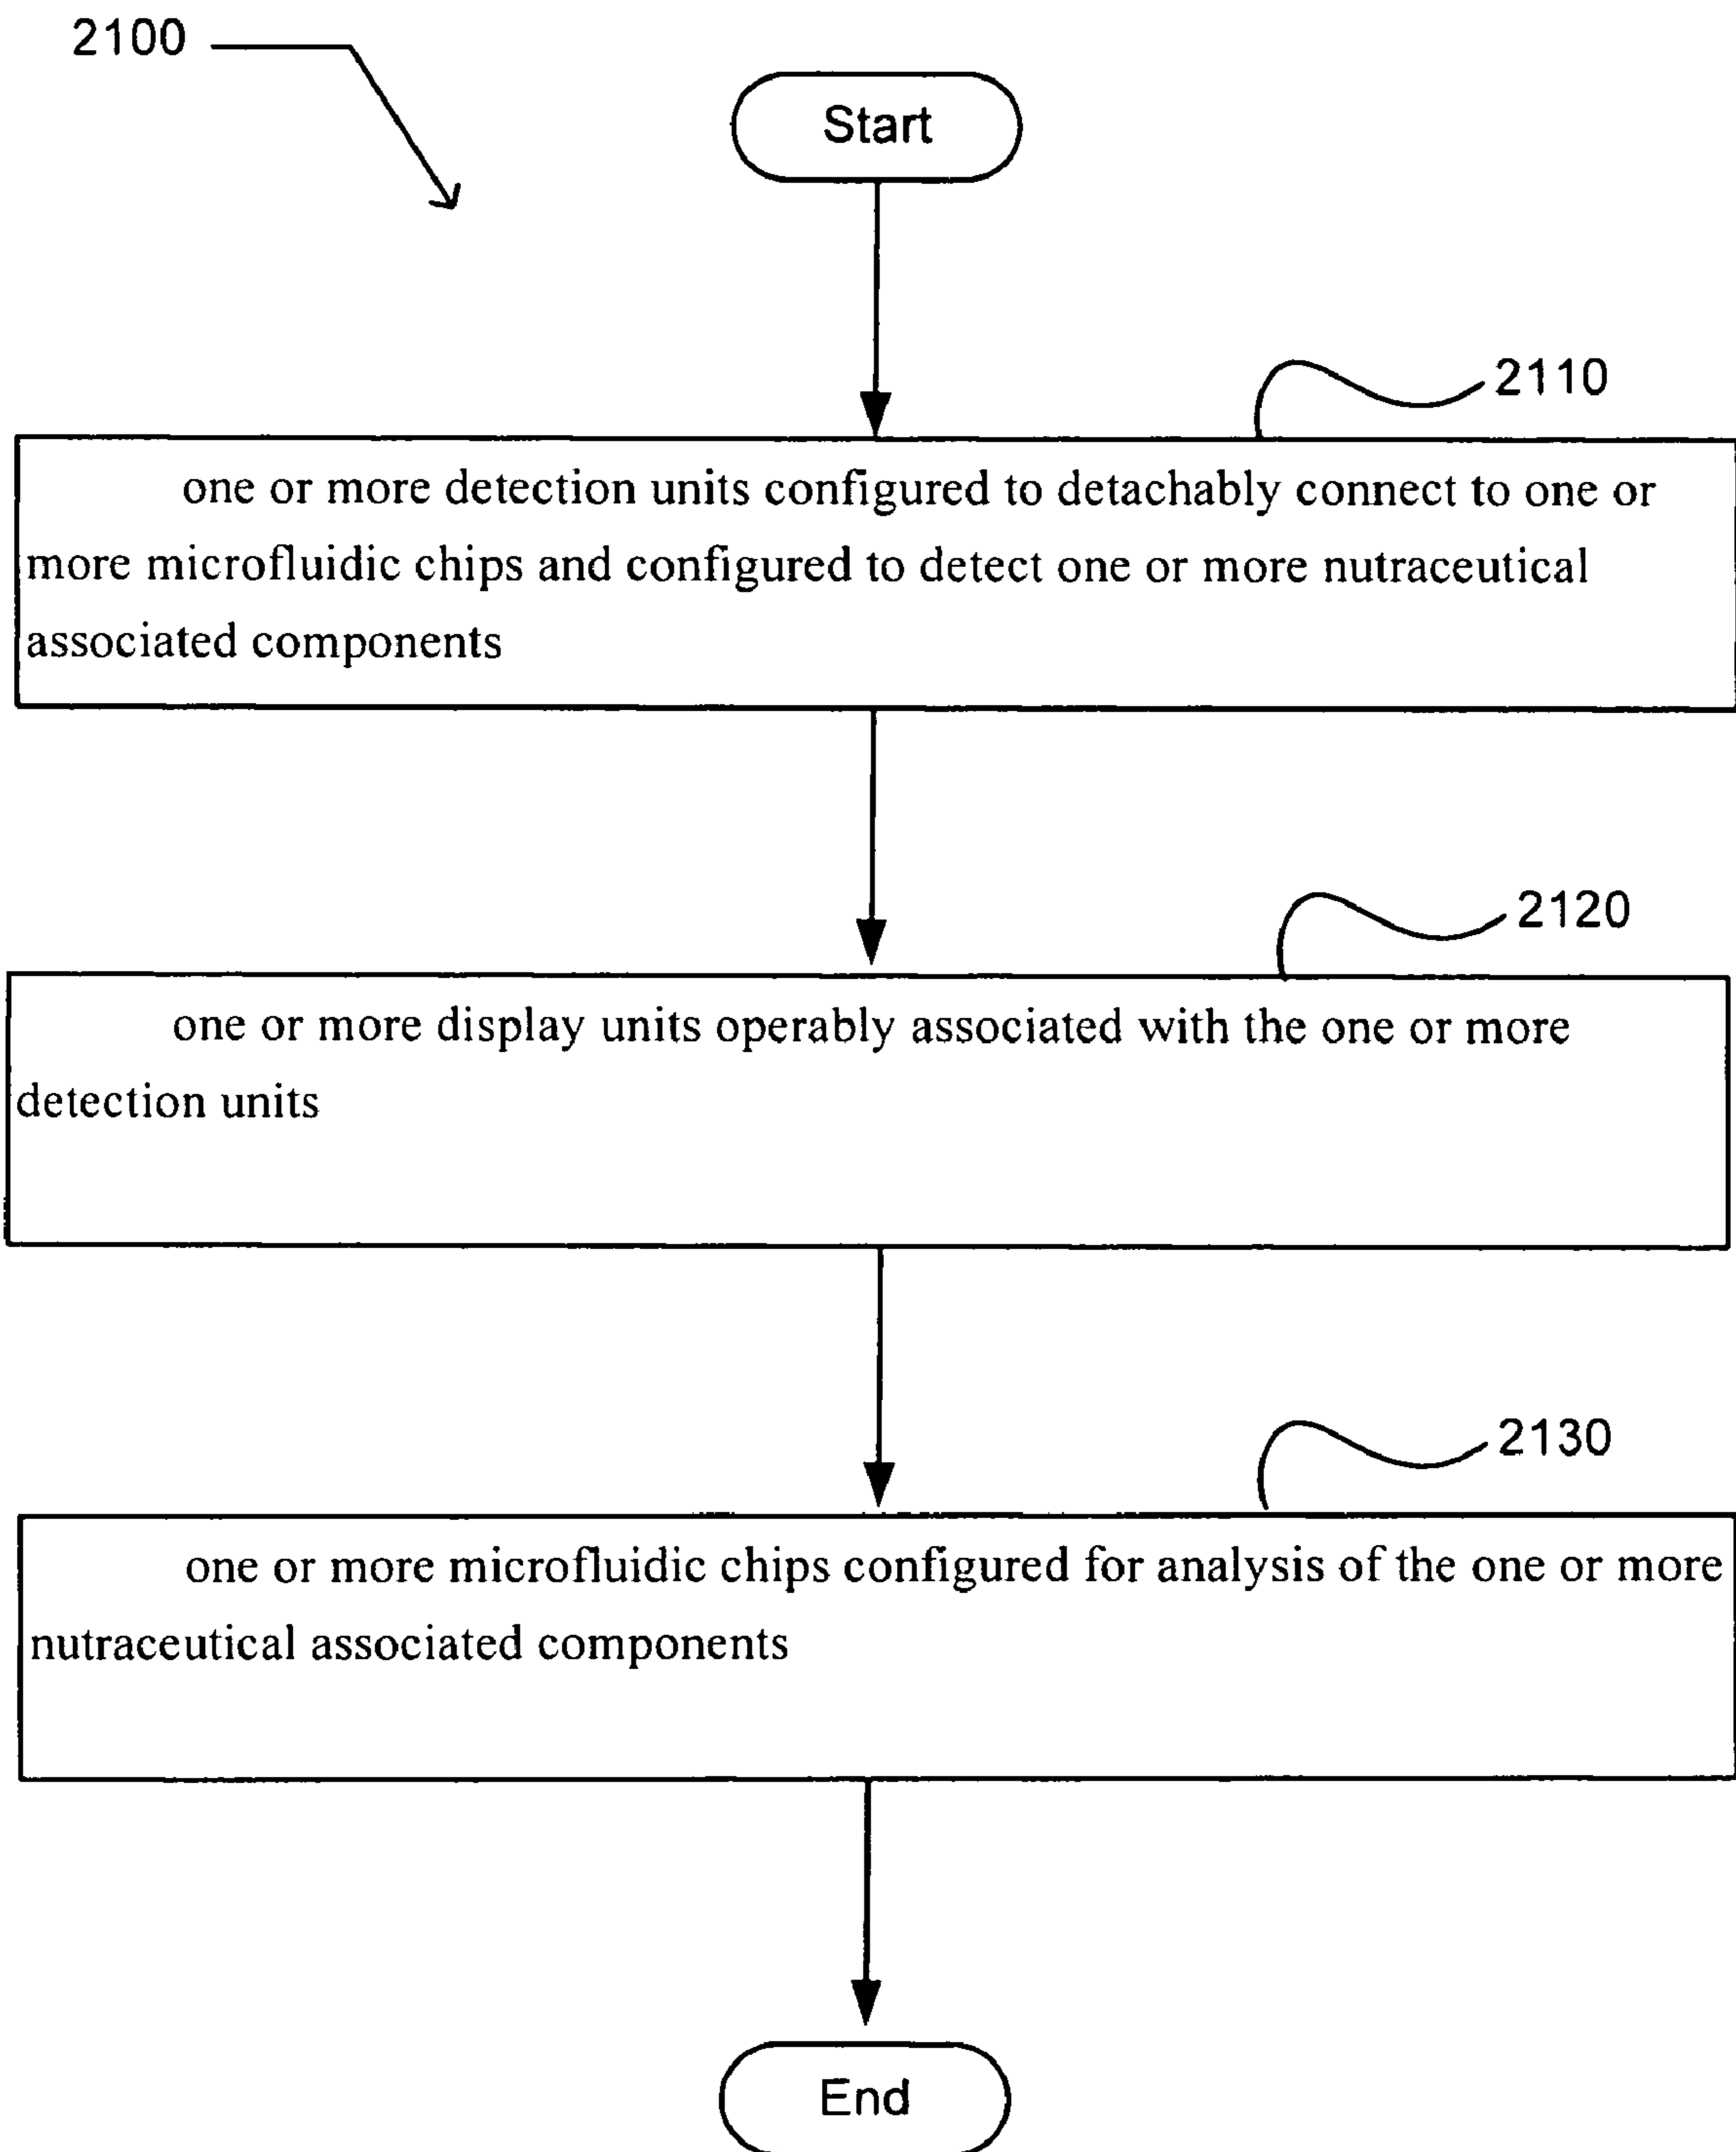 2100
Start
2110
one or more detection units configured to detachably connect to one or
more microfluidic chips and configured to detect one or more nutraceutical
associated components
2120
one or more display units operably associated with the one or more
detection units
2130
one or more microfluidic chips configured for analysis of the one or more
nutraceutical associated components
End